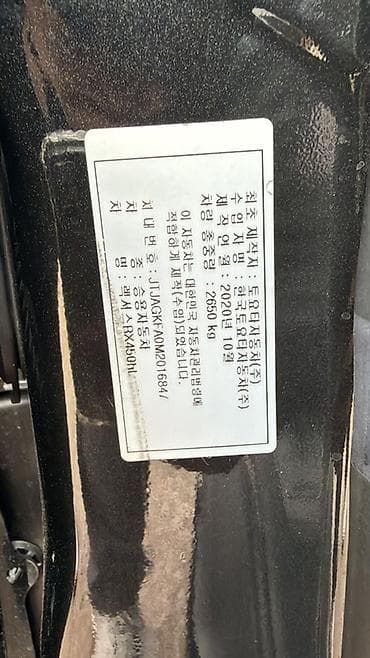 최초 제작자 : 토요타자동차(주)
수 입 자 명 : 한국토요타자동차(주)
제 작 연 월 : 2020년 10월
차량 총중량 : 2650 kg
이 자동차는 대한민국 자동차관리법령에
적합하게 제작(수입)되었습니다.
차 대 번 호 : JTJAGKFA0M201684/
차 종 : 승용자동차
차 명 : 렉서스RX450hL